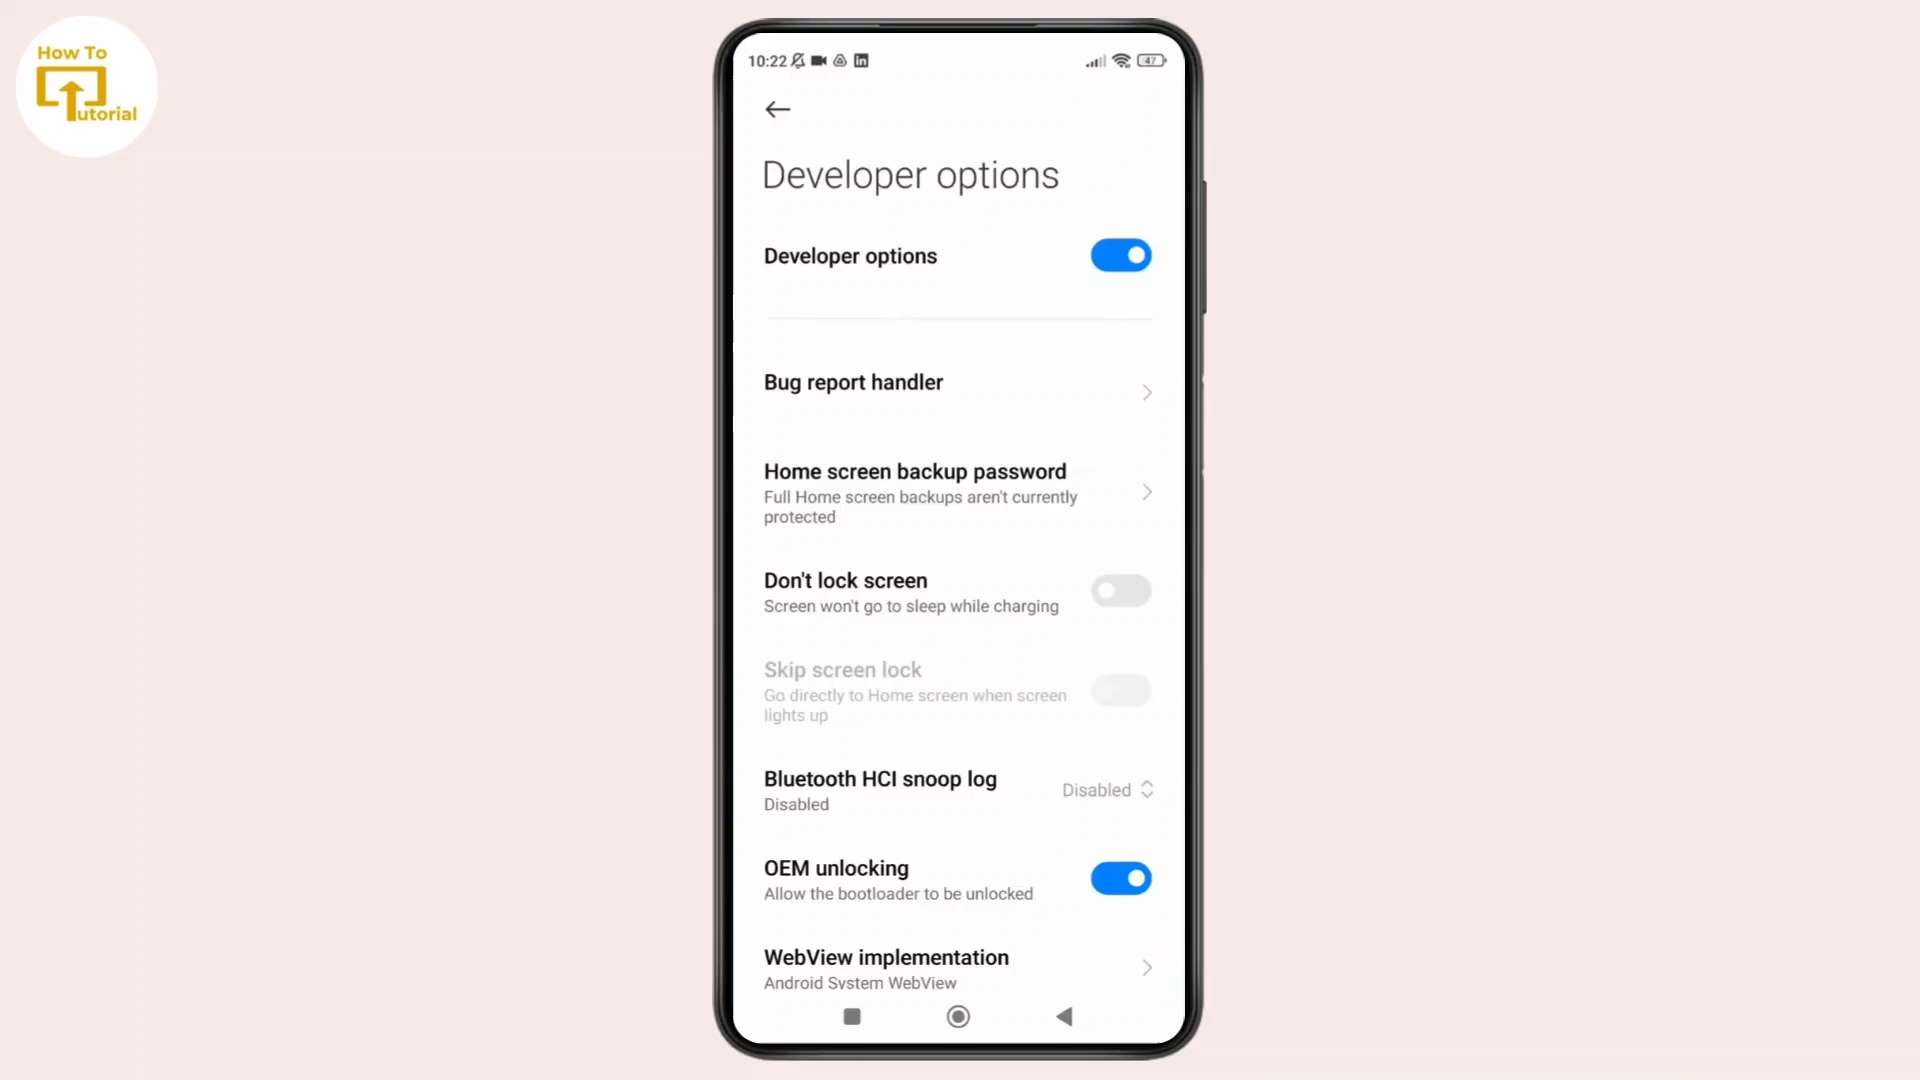 How To
Tutorial
10:22
47
Developer options
Developer options
Bug report handler
Home screen backup password
Full Home screen backups aren't currently
protected
Don't lock screen
Screen won't go to sleep while charging
Skip screen lock
Go directly to Home screen when screen
lights up
Bluetooth HCI snoop log
Disabled
Disabled
OEM unlocking
Allow the bootloader to be unlocked
WebView implementation
Android System WebView